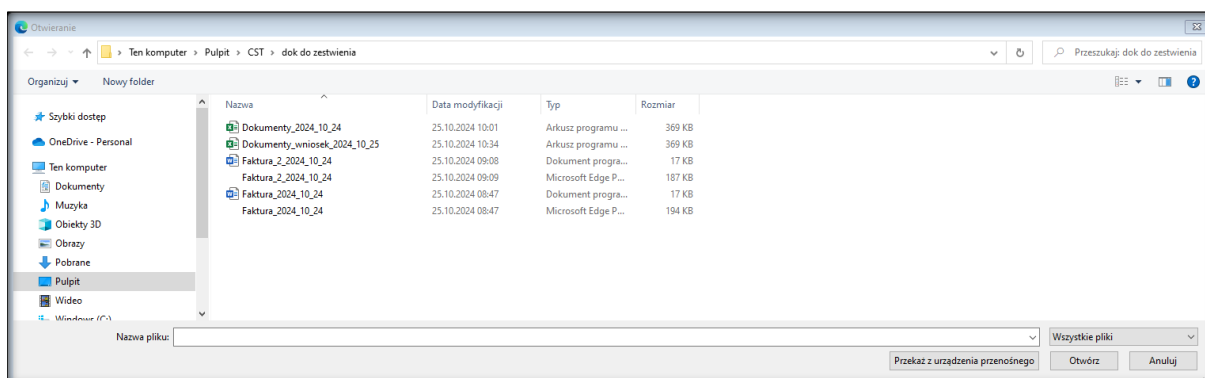 Otwieranie
Ten komputer > Pulpit > CST > dok do zestwienia
Przeszukaj: dok do zestwienia
Organizuj Nowy folder
Nazwa Data modyfikacji Typ Rozmiar
Szybki dostęp
OneDrive - Personal
Ten komputer
Dokumenty
Muzyka
Obiekty 3D
Obrazy
Pobrane
Pulpit
Wideo
Windows (C:)
Dokumenty_2024_10_24 25.10.2024 10:01 Arkusz programu ... 369 KB
Dokumenty_wniosek_2024_10_25 25.10.2024 10:34 Arkusz programu ... 369 KB
Faktura_2_2024_10_24 25.10.2024 09:08 Dokument progra... 17 KB
Faktura_2_2024_10_24 25.10.2024 09:09 Microsoft Edge P... 187 KB
Faktura_2024_10_24 25.10.2024 08:47 Dokument progra... 17 KB
Faktura_2024_10_24 25.10.2024 08:47 Microsoft Edge P... 194 KB
Nazwa pliku: Wszystkie pliki
Przekaż z urządzenia przenośnego Otwórz Anuluj